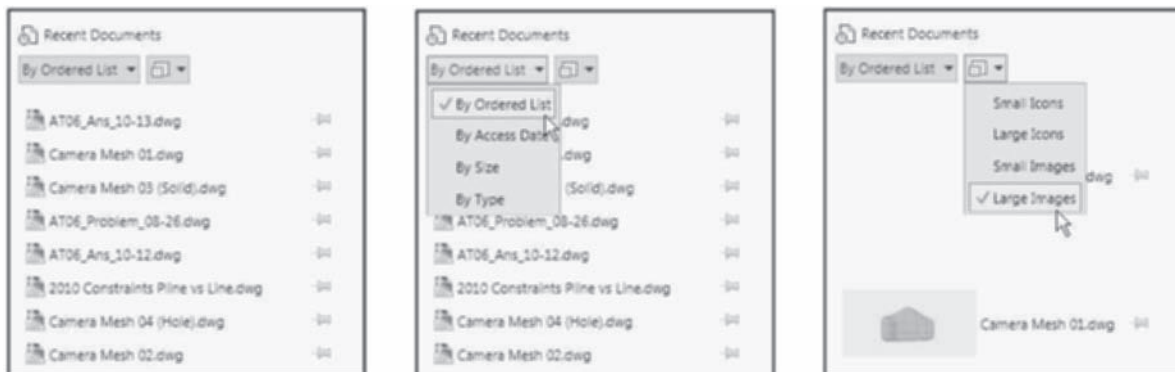 Recent Documents
By Ordered List
AT06_Ans_10-13.dwg
Camera Mesh 01.dwg
Camera Mesh 03 (Solid).dwg
AT06_Problem_08-26.dwg
AT06_Ans_10-12.dwg
2010 Constraints Pline vs Line.dwg
Camera Mesh 04 (Hole).dwg
Camera Mesh 02.dwg
Recent Documents
By Ordered List
By Ordered List
.dwg
By Access Date
.dwg
By Size
(Solid).dwg
By Type
AT06_Problem_08-26.dwg
AT06_Ans_10-12.dwg
2010 Constraints Pline vs Line.dwg
Camera Mesh 04 (Hole).dwg
Camera Mesh 02.dwg
Recent Documents
By Ordered List
Small Icons
Large Icons
Small Images
dwg
Large Images
Camera Mesh 01.dwg